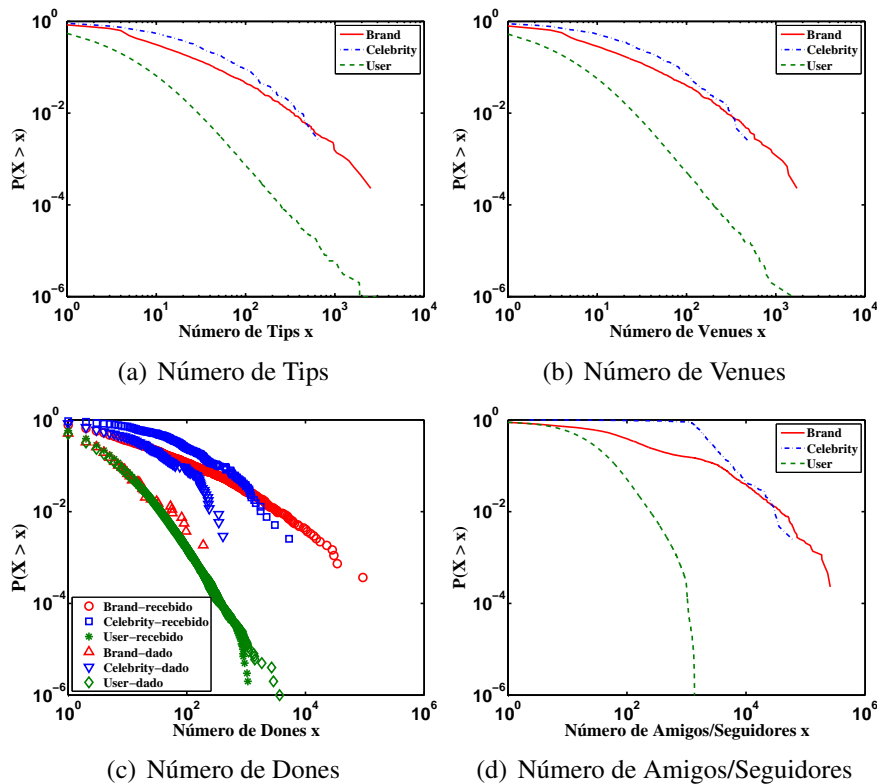 10^0
10^-2
10^-4
10^-6
P(X > x)
10^0 10^1 10^2 10^3 10^4
Número de Tips x
Brand
Celebrity
User
(a) Número de Tips
10^0
10^-2
10^-4
10^-6
P(X > x)
10^0 10^1 10^2 10^3 10^4
Número de Venues x
Brand
Celebrity
User
(b) Número de Venues
10^0
10^-2
10^-4
10^-6
P(X > x)
Brand-recebido
Celebrity-recebido
User-recebido
Brand-dado
Celebrity-dado
User-dado
10^0 10^2 10^4 10^6
Número de Dones x
(c) Número de Dones
10^0
10^-2
10^-4
10^-6
P(X > x)
Brand
Celebrity
User
10^0 10^2 10^4 10^6
Número de Amigos/Seguidores x
(d) Número de Amigos/Seguidores